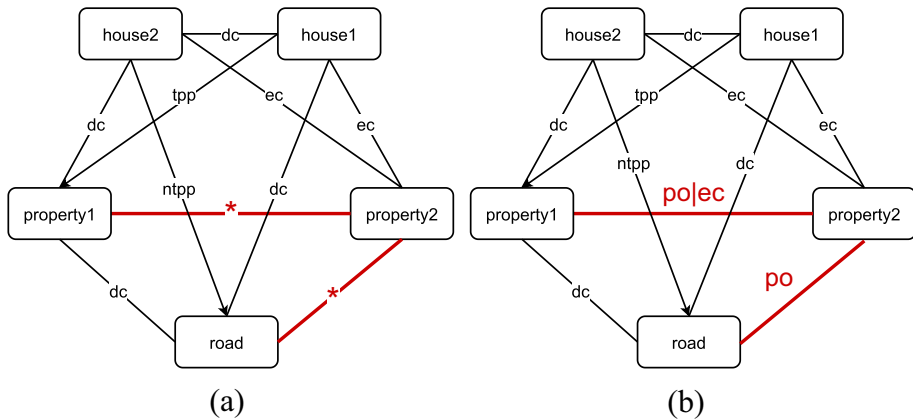 house2
dc
house1
tpp
ec
dc
ec
ntpp
dc
property1
*
property2
dc
*
road
(a)
house2
dc
house1
tpp
ec
dc
ec
ntpp
dc
po|ec
property1
property2
po
dc
road
(b)